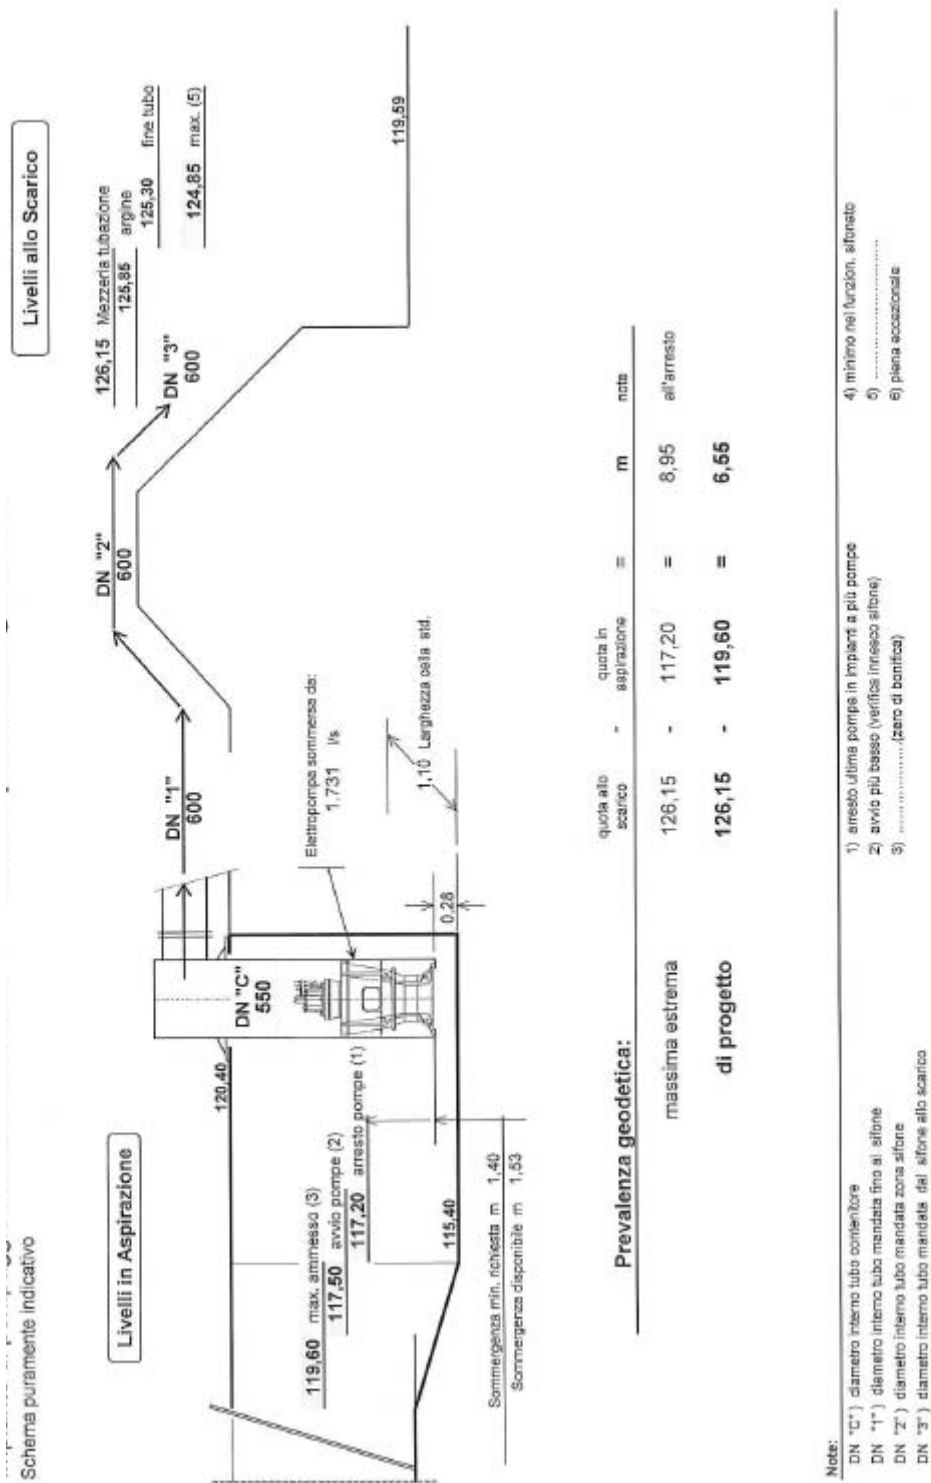 Schema puramente indicativo
Livelli in Aspirazione
Livelli allo Scarico
126,15 Mezzeria tubazione
125,85 argine
125,30 fine tubo
124,85 max. (5)
119,59
DN "1"
600
DN "2"
600
DN "3"
600
DN "C"
550
120,40
119,60 max. ammesso (3)
117,50 avvio pompe (2)
117,20 arresto pompe (1)
115,40
Elettropompa sommersa da:
1.731 l/s
0,28
1,10 Larghezza cella std.
Sommergenza min. richiesta m 1,40
Sommergenza disponibile m 1,53
Prevalenza geodetica:
quota allo scarico - quota in aspirazione = m note
massima estrema 126,15 - 117,20 = 8,95 all'arresto
di progetto 126,15 - 119,60 = 6,55
Note:
DN "C" ) diametro interno tubo contenitore
DN "1" ) diametro interno tubo mandata fino al sifone
DN "2" ) diametro interno tubo mandata zona sifone
DN "3" ) diametro interno tubo mandata dal sifone allo scarico
1) arresto ultima pompa in impianti a più pompe
2) avvio più basso (verifica innesco sifone)
3) ....................(zero di bonifica)
4) minimo nel funzion. sifonato
5) ..............................
6) piena eccezionale